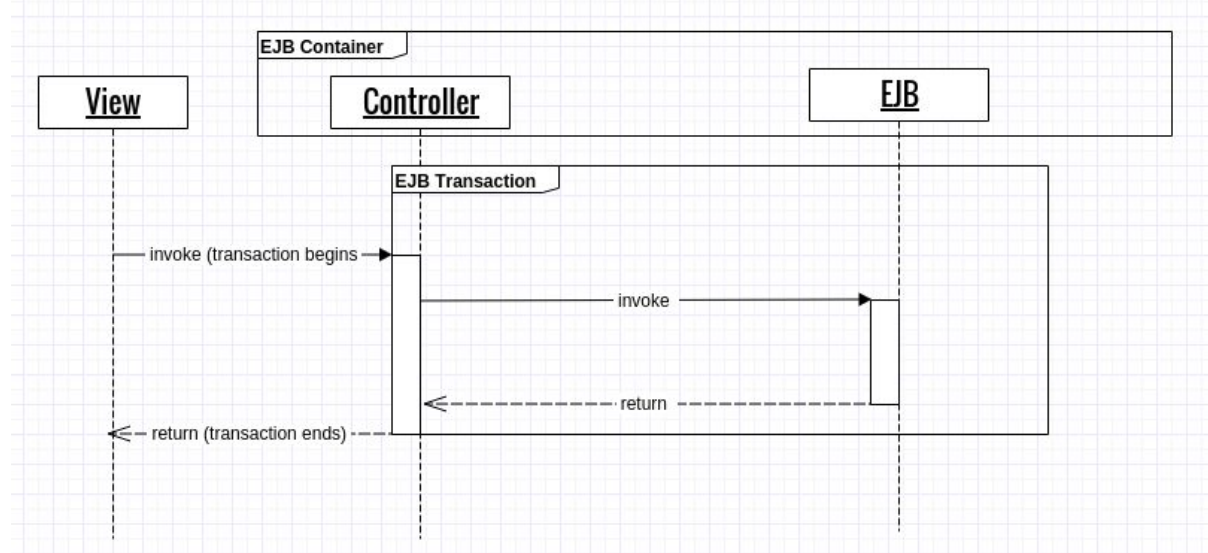 EJB Container
View
Controller
EJB
EJB Transaction
invoke (transaction begins
invoke
return
return (transaction ends)